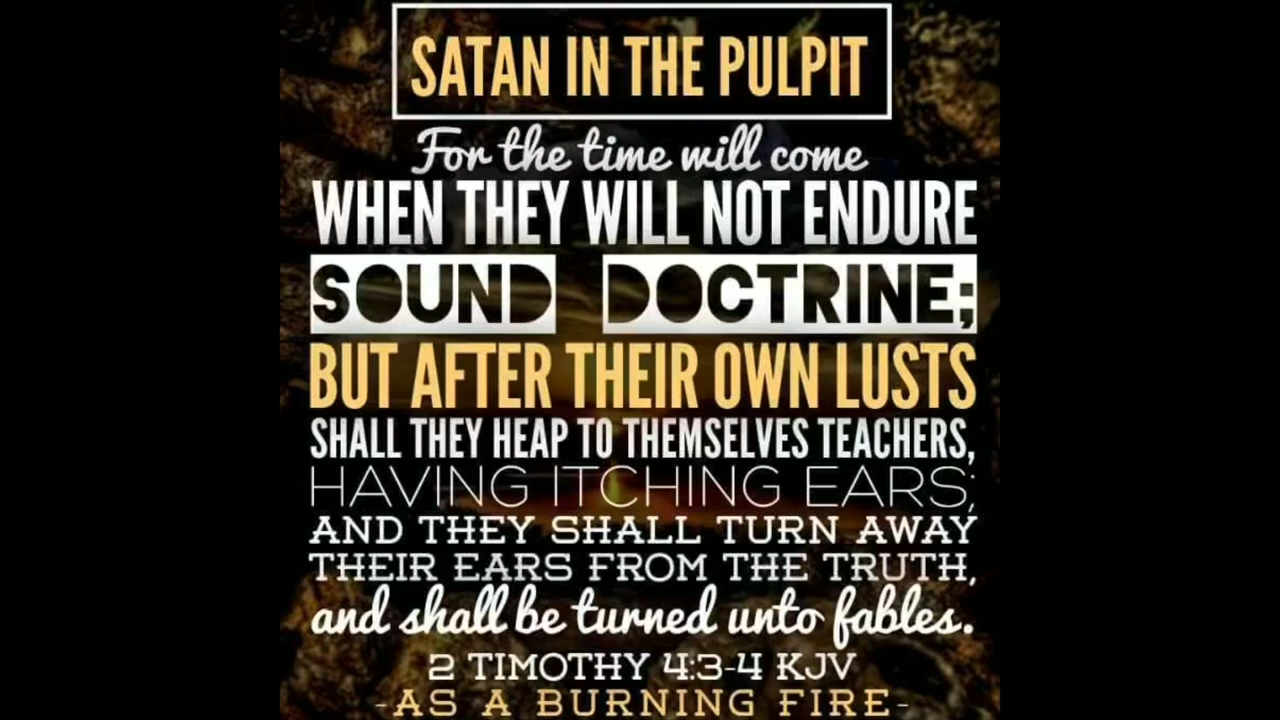 SATAN IN THE PULPIT
For the time will come
WHEN THEY WILL NOT ENDURE
SOUND DOCTRINE;
BUT AFTER THEIR OWN LUSTS
SHALL THEY HEAP TO THEMSELVES TEACHERS,
HAVING ITCHING EARS;
AND THEY SHALL TURN AWAY
THEIR EARS FROM THE TRUTH,
and shall be turned unto fables.
2 TIMOTHY 4:3-4 KJV
-AS A BURNING FIRE-